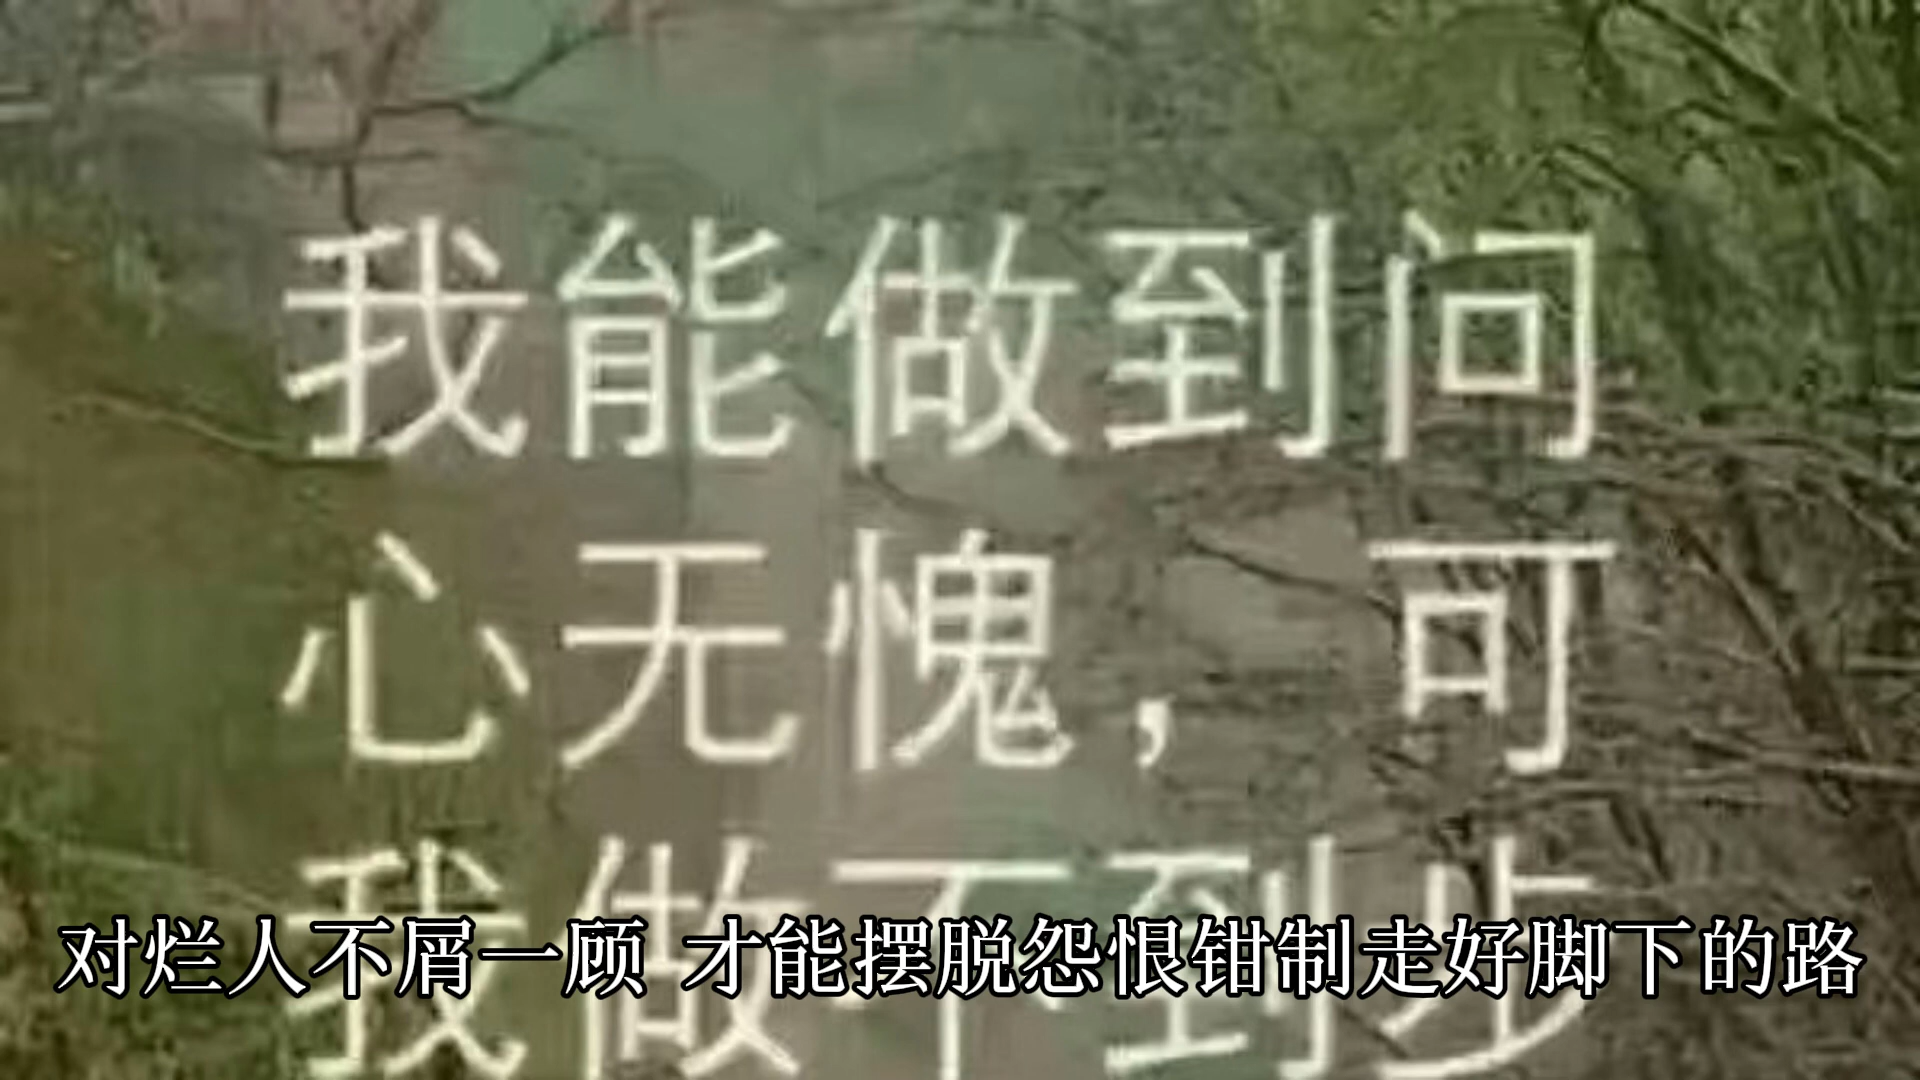 我能做到问
心无愧，可
我做不到步
对烂人不屑一顾 才能摆脱怨恨钳制走好脚下的路